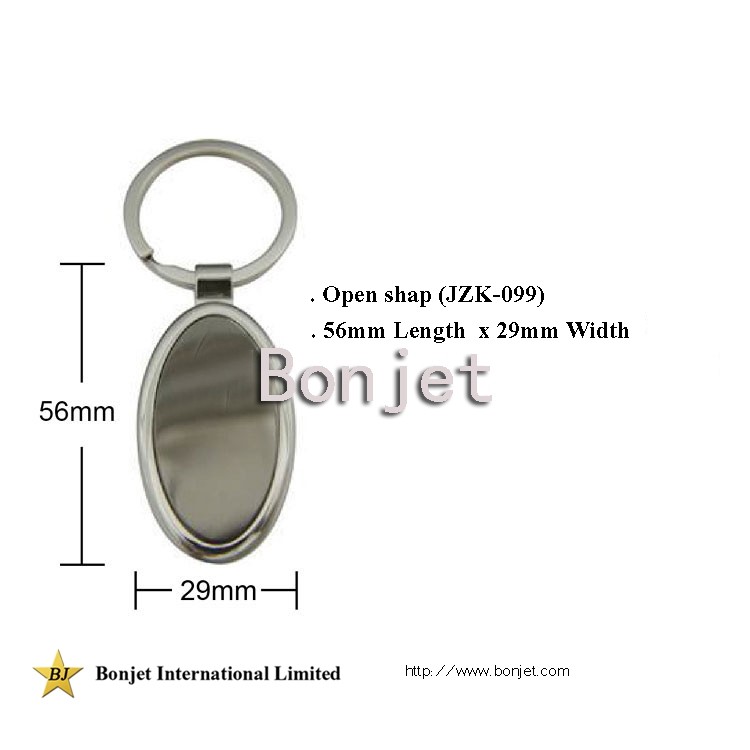 . Open shap (JZK-099)
. 56mm Length x 29mm Width
Bonjet
56mm
29mm
BJ Bonjet International Limited
http://www.bonjet.com